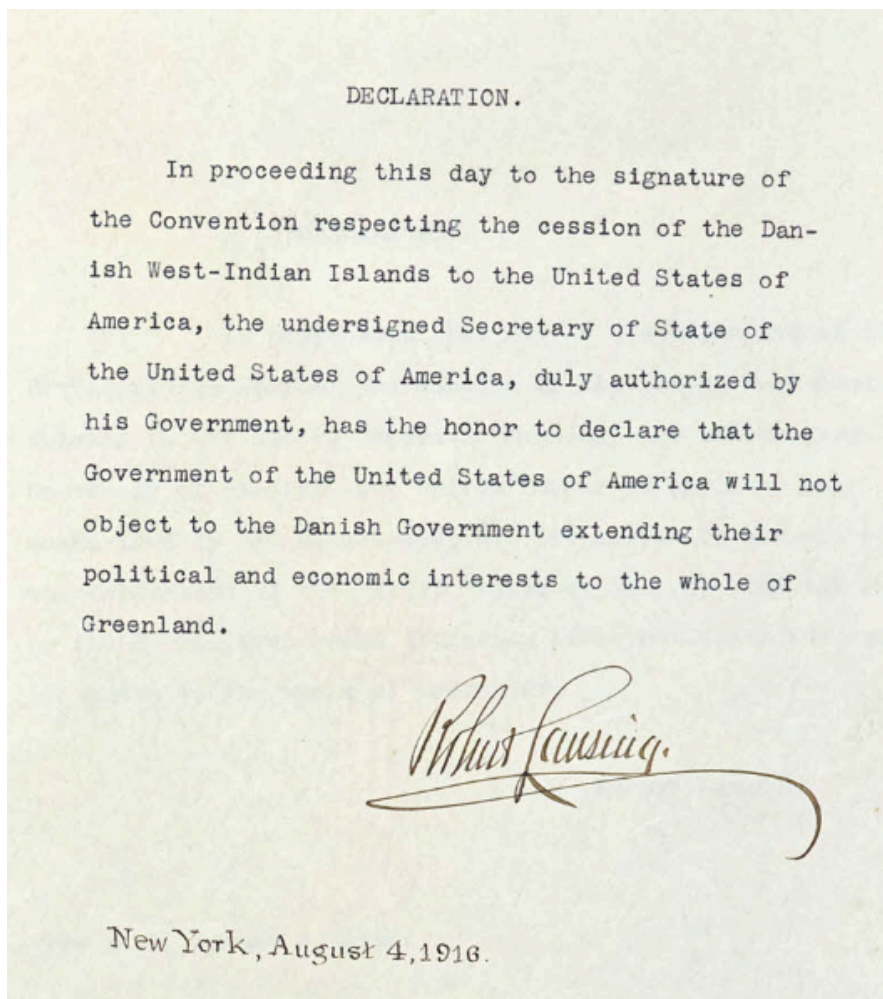 DECLARATION.
In proceeding this day to the signature of
the Convention respecting the cession of the Dan-
ish West-Indian Islands to the United States of
America, the undersigned Secretary of State of
the United States of America, duly authorized by
his Government, has the honor to declare that the
Government of the United States of America will not
object to the Danish Government extending their
political and economic interests to the whole of
Greenland.
Robert Lansing.
New York, August 4, 1916.